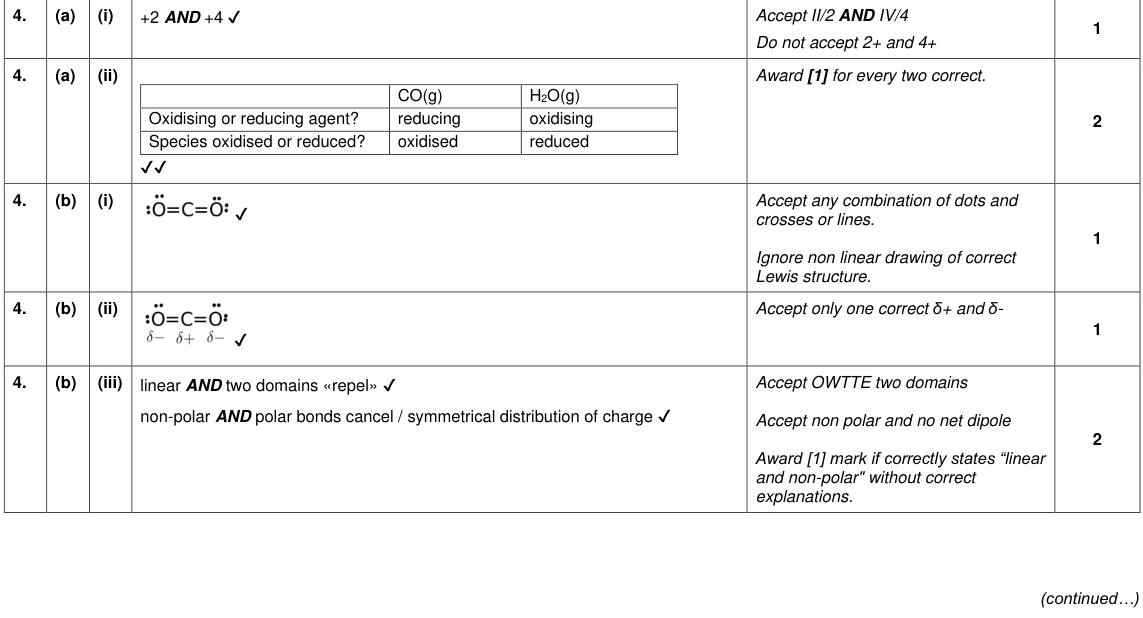 4. (a) (i) +2 AND +4 ✓ Accept II/2 AND IV/4 1
Do not accept 2+ and 4+
4. (a) (ii) Award [1] for every two correct. 2
CO(g) H₂O(g)
Oxidising or reducing agent? reducing oxidising
Species oxidised or reduced? oxidised reduced
✓✓
4. (b) (i) :Ö=C=Ö: ✓ Accept any combination of dots and
crosses or lines. 1
Ignore non linear drawing of correct
Lewis structure.
4. (b) (ii) :Ö=C=Ö: Accept only one correct δ+ and δ- 1
δ− δ+ δ− ✓
4. (b) (iii) linear AND two domains «repel» ✓ Accept OWTTE two domains 2
non-polar AND polar bonds cancel / symmetrical distribution of charge ✓ Accept non polar and no net dipole
Award [1] mark if correctly states “linear
and non-polar" without correct
explanations.
(continued…)